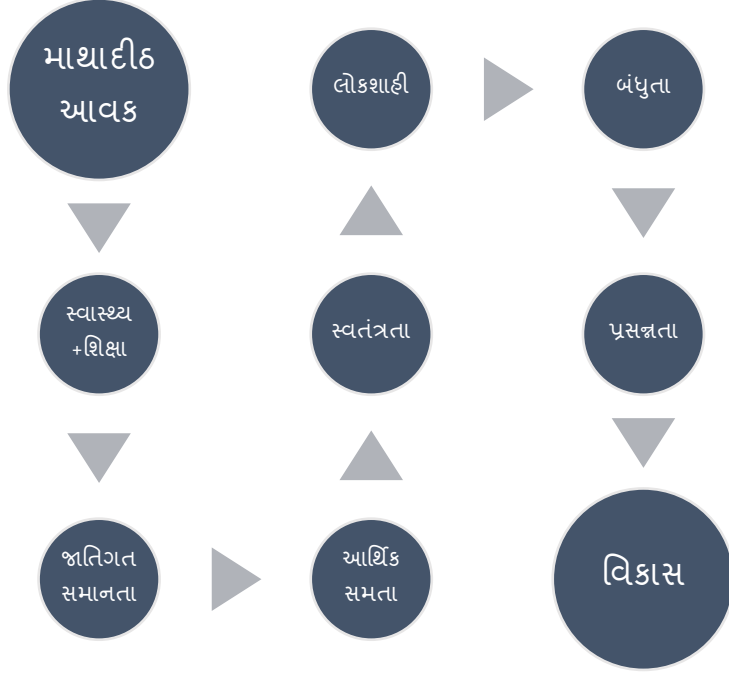 માથાદીઠ
આવક
સ્વાસ્થ્ય
+શિક્ષા
જાતિગત
સમાનતા
આર્થિક
સમતા
સ્વતંત્રતા
લોકશાહી
બંધુતા
પ્રસન્નતા
વિકાસ